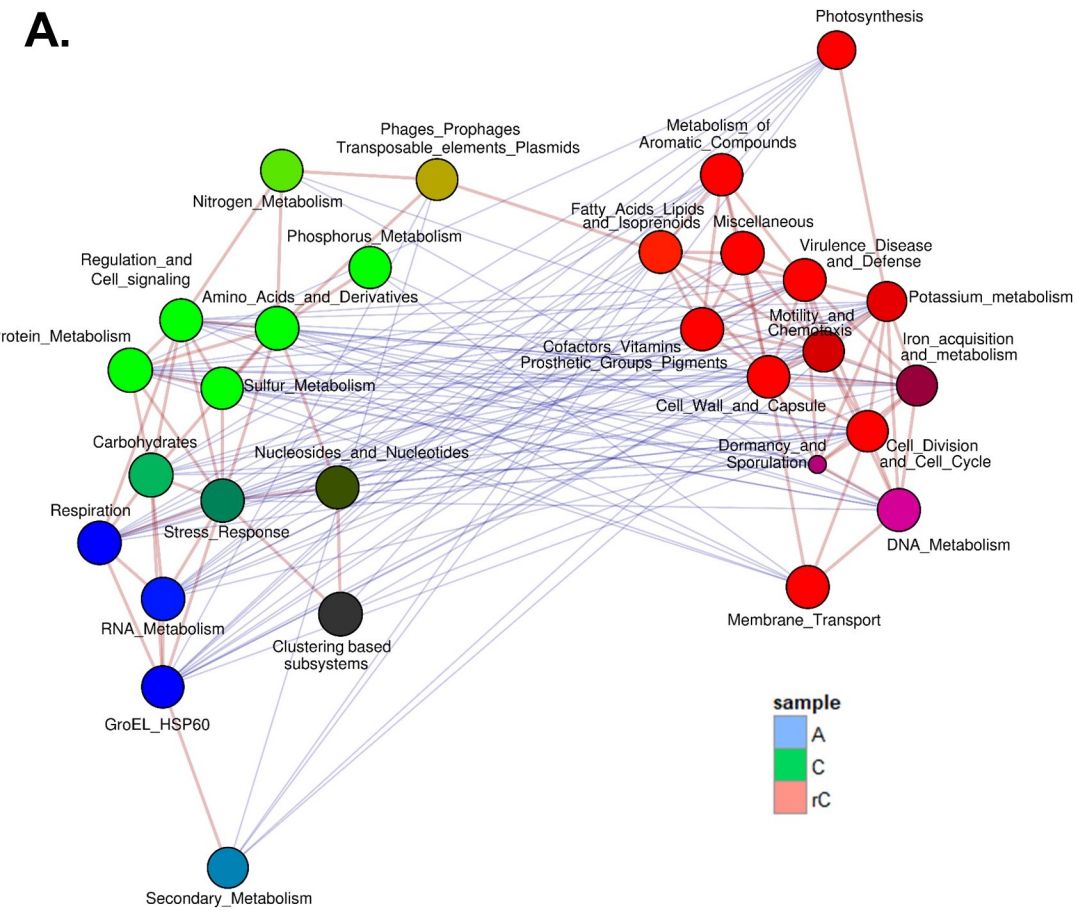 A.
Photosynthesis
Phages_Prophages
Transposable_elements_Plasmids
Metabolism_of
Aromatic_Compounds
Nitrogen_Metabolism
Fatty_Acids_Lipids
and_Isoprenoids
Miscellaneous
Phosphorus_Metabolism
Virulence_Disease
and_Defense
Regulation_and
Cell_signaling
Amino_Acids_and_Derivatives
Potassium_metabolism
Motility_and
Chemotaxis
rotein_Metabolism
Iron_acquisition
and_metabolism
Cofactors_Vitamins
Prosthetic_Groups_Pigments
Sulfur_Metabolism
Cell_Wall_and_Capsule
Carbohydrates
Nucleosides_and_Nucleotides
Dormancy_and
Sporulation
Cell_Division
and_Cell_Cycle
Respiration
Stress_Response
DNA_Metabolism
RNA_Metabolism
Membrane_Transport
Clustering based
subsystems
GroEL_HSP60
sample
A
C
rC
Secondary_Metabolism